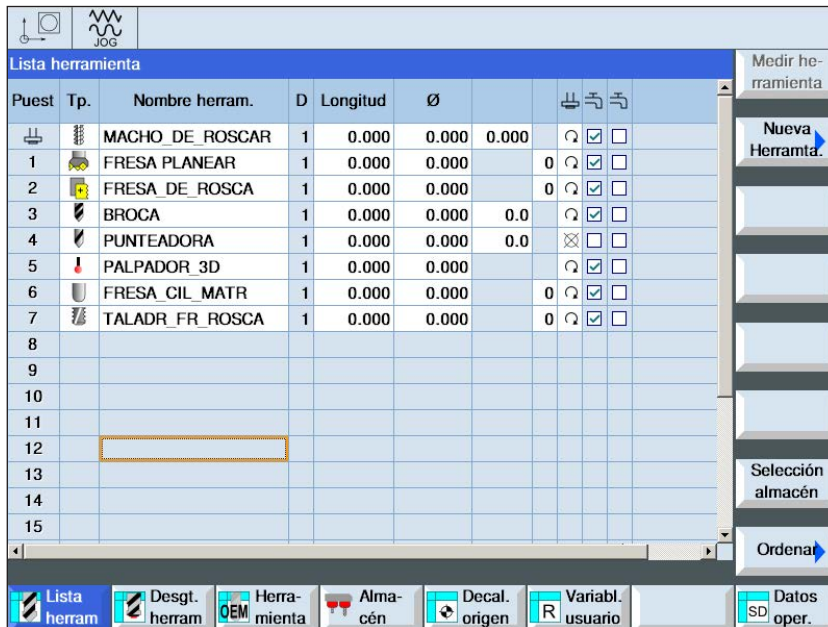 JOG
Lista herramienta
Medir he-
rramienta
Puest Tp. Nombre herram. D Longitud Ø
Nueva
Herramta.
MACHO_DE_ROSCAR 1 0.000 0.000 0.000
1 FRESA PLANEAR 1 0.000 0.000 0
2 FRESA_DE_ROSCA 1 0.000 0.000 0
3 BROCA 1 0.000 0.000 0.0
4 PUNTEADORA 1 0.000 0.000 0.0
5 PALPADOR_3D 1 0.000 0.000
6 FRESA_CIL_MATR 1 0.000 0.000 0
7 TALADR_FR_ROSCA 1 0.000 0.000 0
8
9
10
11
12
13
14
15
Selección
almacén
Ordenar
Lista
herram
Desgt.
herram
OEM
Herra-
mienta
Alma-
cén
Decal.
origen
R
Variabl.
usuario
SD
Datos
oper.